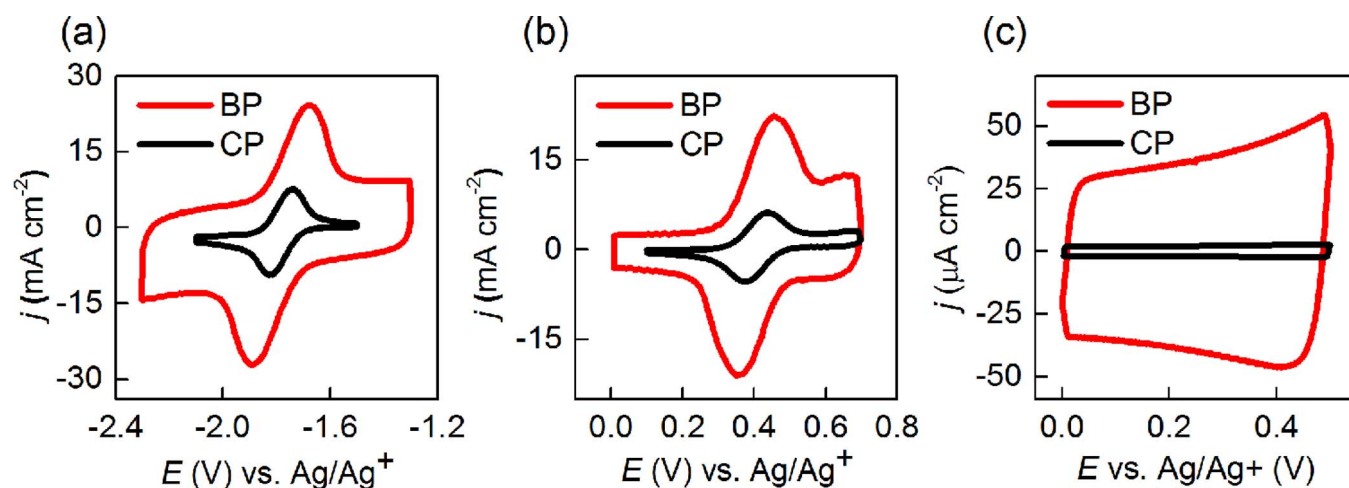 (a)
30
15
0
-15
-30
j (mA cm-2)
BP
CP
-2.4 -2.0 -1.6 -1.2
E (V) vs. Ag/Ag+
(b)
15
0
-15
j (mA cm-2)
BP
CP
0.0 0.2 0.4 0.6 0.8
E (V) vs. Ag/Ag+
(c)
50
25
0
-25
-50
j (μA cm-2)
BP
CP
0.0 0.4
E vs. Ag/Ag+ (V)